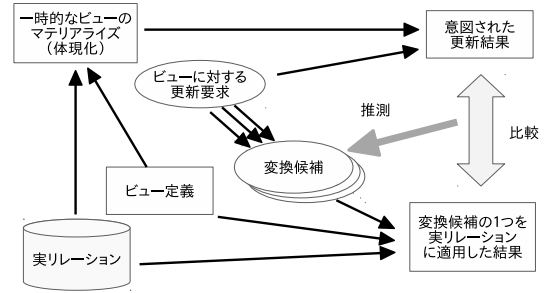 一時的なビューの
マテリアライズ
（体現化）
意図された
更新結果
ビューに対する
更新要求
推測
比較
変換候補
ビュー定義
変換候補の1つを
実リレーション
に適用した結果
実リレーション